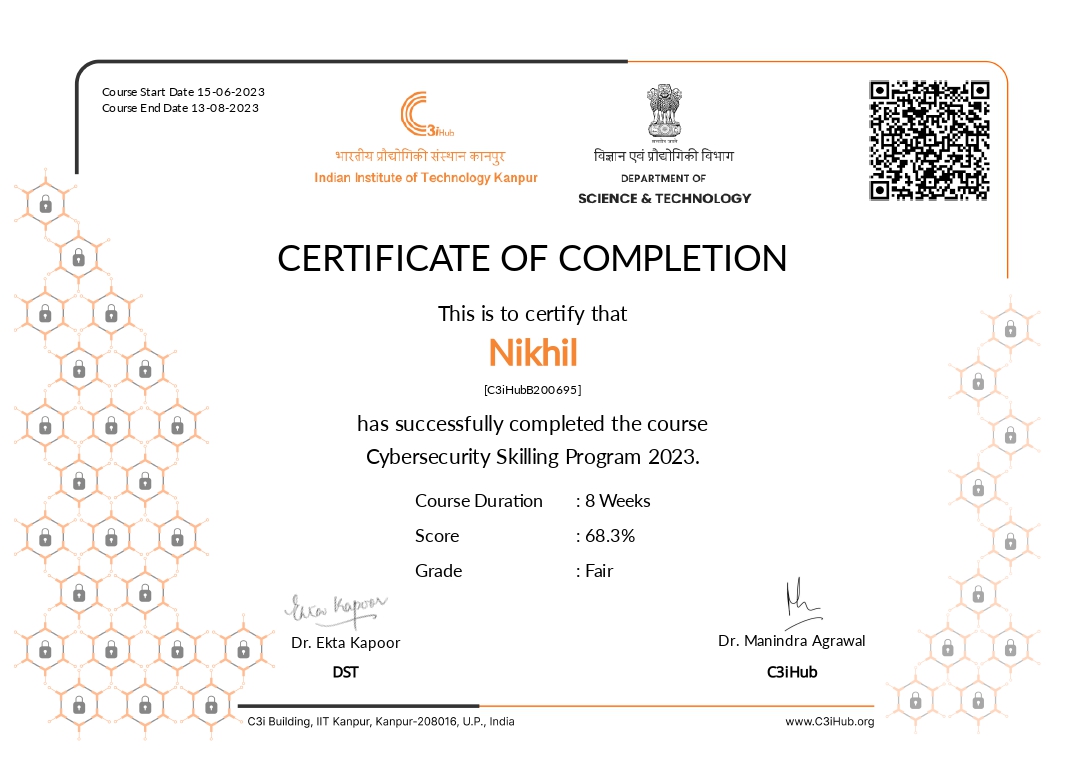 Course Start Date 15-06-2023
Course End Date 13-08-2023
C3iHub
भारतीय प्रौद्योगिकी संस्थान कानपुर
Indian Institute of Technology Kanpur
सत्यमेव जयते
विज्ञान एवं प्रौद्योगिकी विभाग
DEPARTMENT OF
SCIENCE & TECHNOLOGY
CERTIFICATE OF COMPLETION
This is to certify that
Nikhil
[C3iHubB200695]
has successfully completed the course
Cybersecurity Skilling Program 2023.
Course Duration : 8 Weeks
Score : 68.3%
Grade : Fair
Ekta Kapoor
Dr. Ekta Kapoor
DST
Dr. Manindra Agrawal
C3iHub
C3i Building, IIT Kanpur, Kanpur-208016, U.P., India
www.C3iHub.org